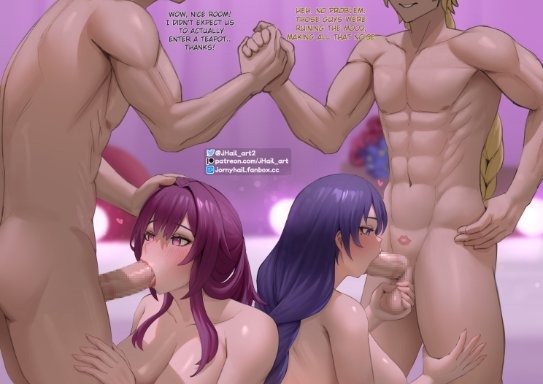 WOW, NICE ROOM!
I DIDN'T EXPECT US
TO ACTUALLY
ENTER A TEAPOT..
THANKS!
HEH, NO PROBLEM.
THOSE GUYS WERE
RUINING THE MOOD,
MAKING ALL THAT NOISE
@JHail_art2
patreon.com/JHail_art
Jornyhail.fanbox.cc